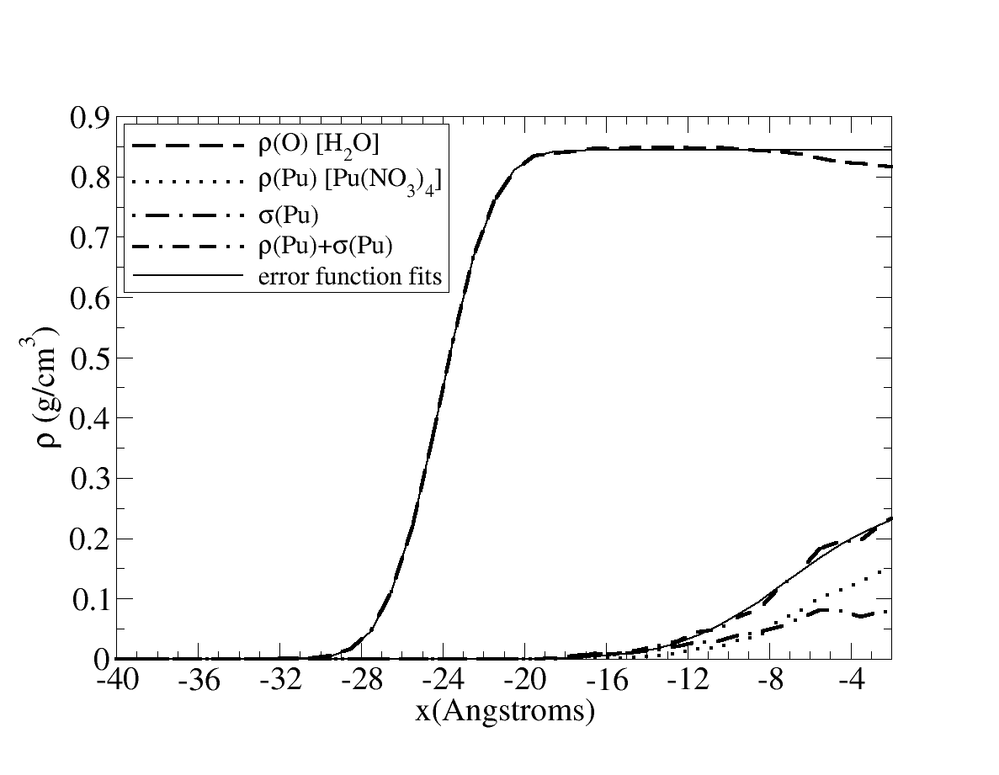 0.9
0.8
0.7
0.6
0.5
0.4
0.3
0.2
0.1
0
ρ (g/cm³)
ρ(O) [H₂O]
ρ(Pu) [Pu(NO₃)₄]
σ(Pu)
ρ(Pu)+σ(Pu)
error function fits
-40 -36 -32 -28 -24 -20 -16 -12 -8 -4
x(Angstroms)